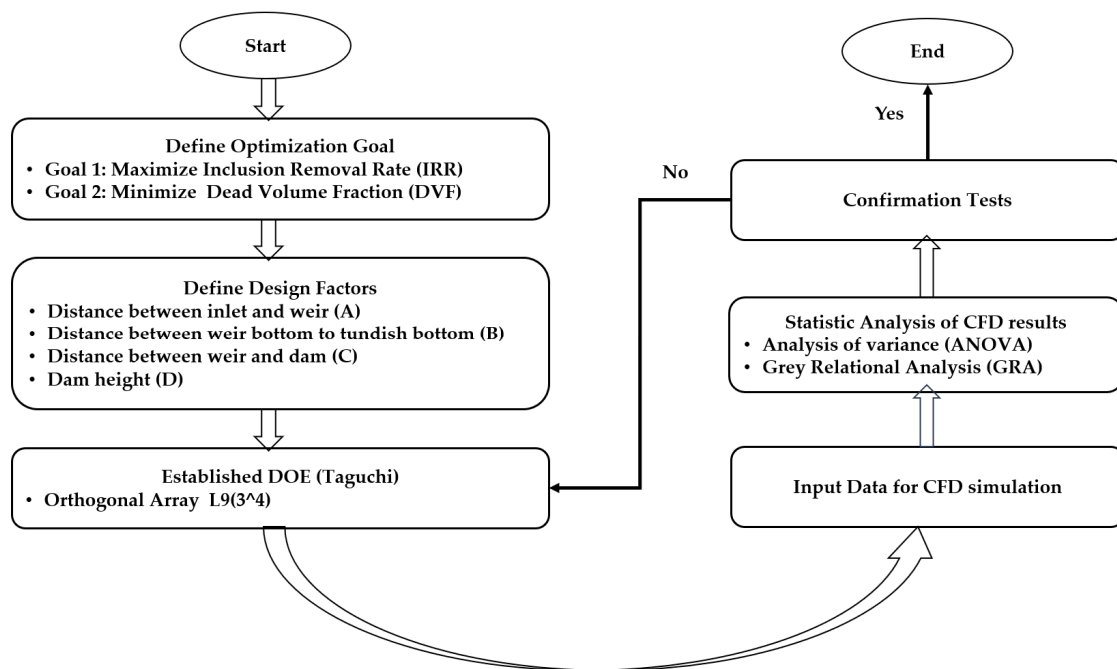 Start
Define Optimization Goal
• Goal 1: Maximize Inclusion Removal Rate (IRR)
• Goal 2: Minimize Dead Volume Fraction (DVF)
Define Design Factors
• Distance between inlet and weir (A)
• Distance between weir bottom to tundish bottom (B)
• Distance between weir and dam (C)
• Dam height (D)
Established DOE (Taguchi)
• Orthogonal Array L9(3^4)
Input Data for CFD simulation
Statistic Analysis of CFD results
• Analysis of variance (ANOVA)
• Grey Relational Analysis (GRA)
Confirmation Tests
No
Yes
End